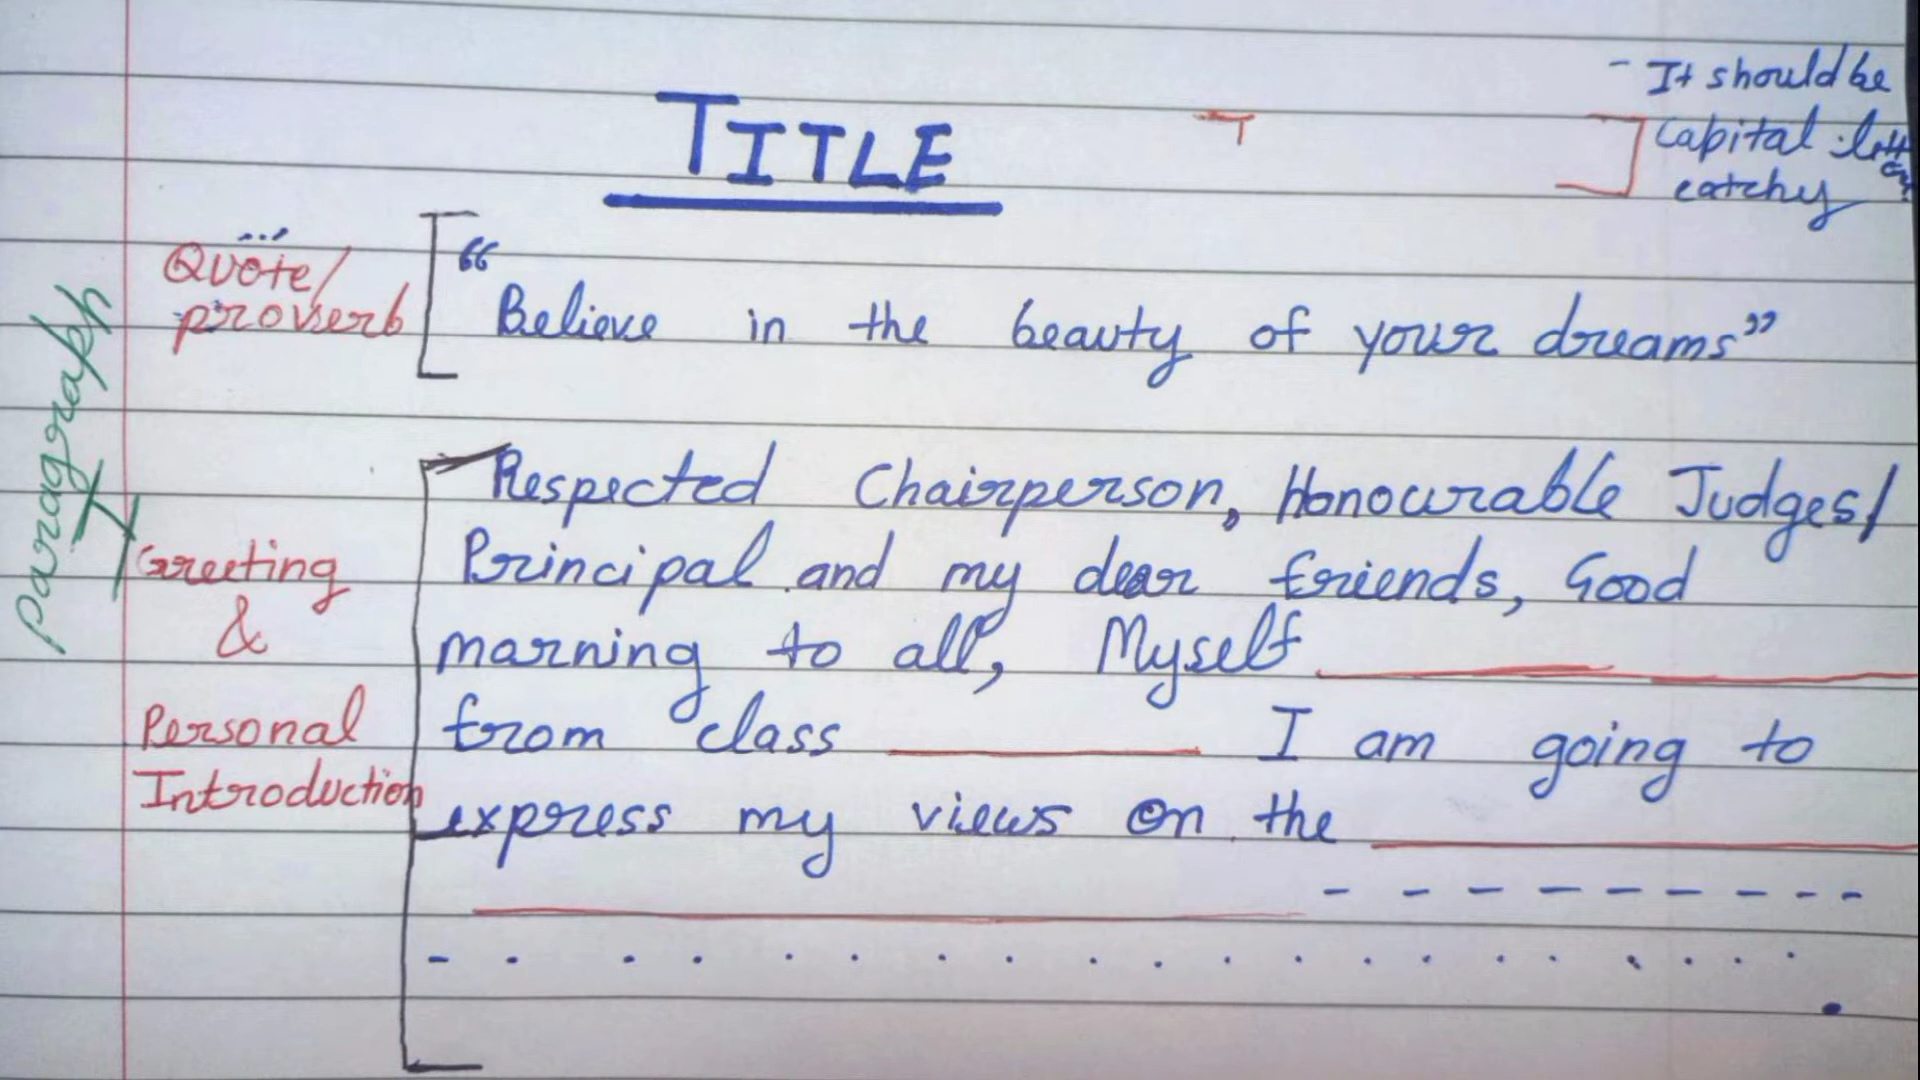 - It should be
TITLE
capital letters
catchy
Quote/
proverb
"Believe in the beauty of your dreams"
paragraph
Respected Chairperson, Honourable Judges/
Greeting
Principal and my dear friends, Good
&
marning to all, Myself
Personal
from class I am going to
Introduction
express my views on the